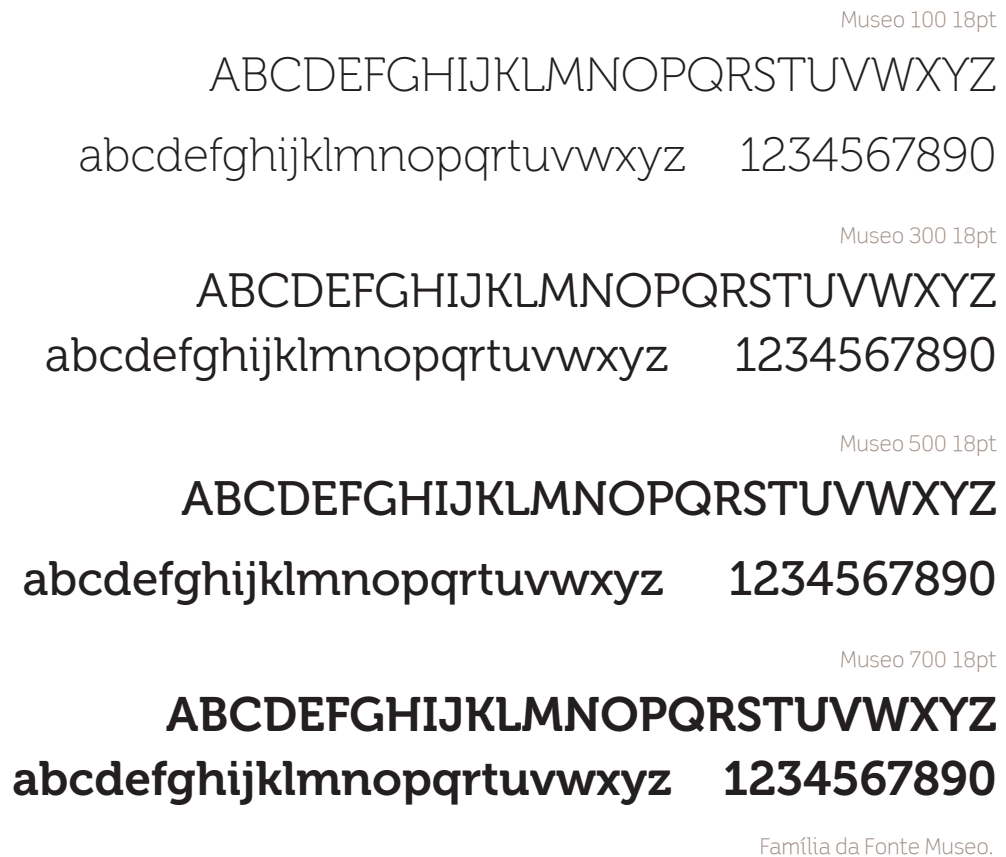 Museo 100 18pt
ABCDEFGHIJKLMNOPQRSTUVWXYZ
abcdefghijklmnopqrtuvwxyz 1234567890
Museo 300 18pt
ABCDEFGHIJKLMNOPQRSTUVWXYZ
abcdefghijklmnopqrtuvwxyz 1234567890
Museo 500 18pt
ABCDEFGHIJKLMNOPQRSTUVWXYZ
abcdefghijklmnopqrtuvwxyz 1234567890
Museo 700 18pt
ABCDEFGHIJKLMNOPQRSTUVWXYZ
abcdefghijklmnopqrtuvwxyz 1234567890
Família da Fonte Museo.